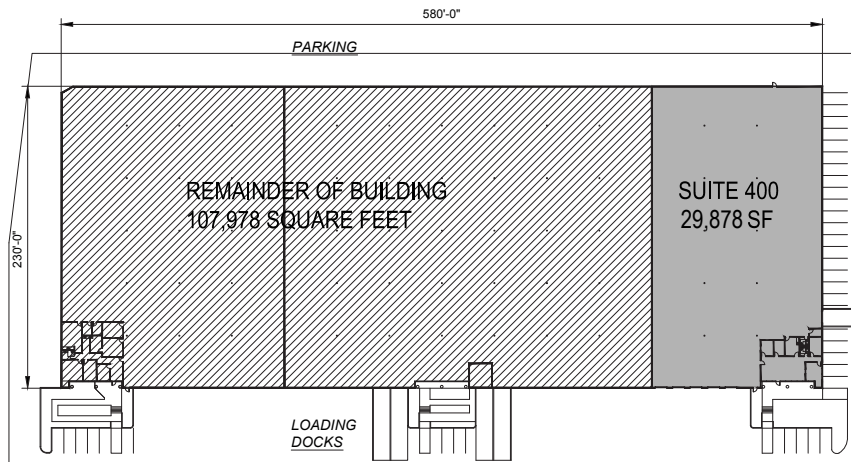 580'-0"
PARKING
REMAINDER OF BUILDING
107,978 SQUARE FEET
SUITE 400
29,878 SF
230'-0"
LOADING
DOCKS